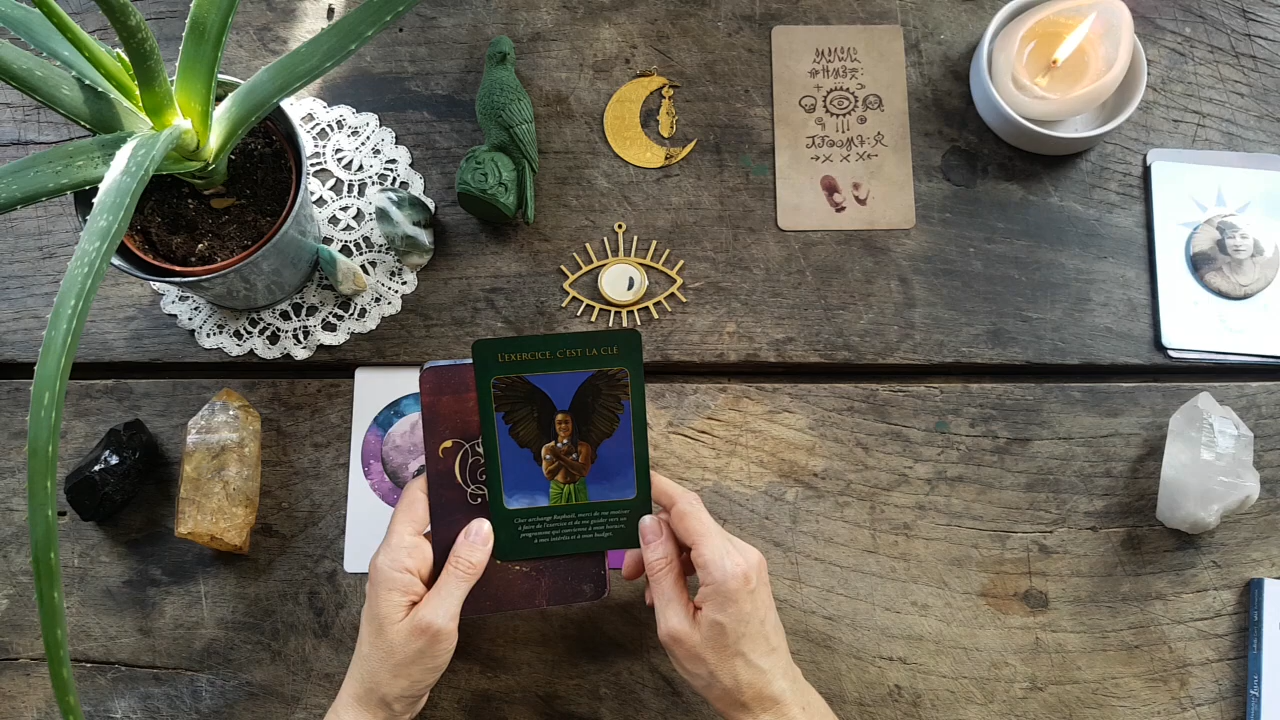 L'EXERCICE, C'EST LA CLÉ
Cher archange Raphaël, merci de me motiver
à faire de l'exercice et de me guider vers un
programme qui convienne à mon horaire,
à mes intérêts et à mon budget.